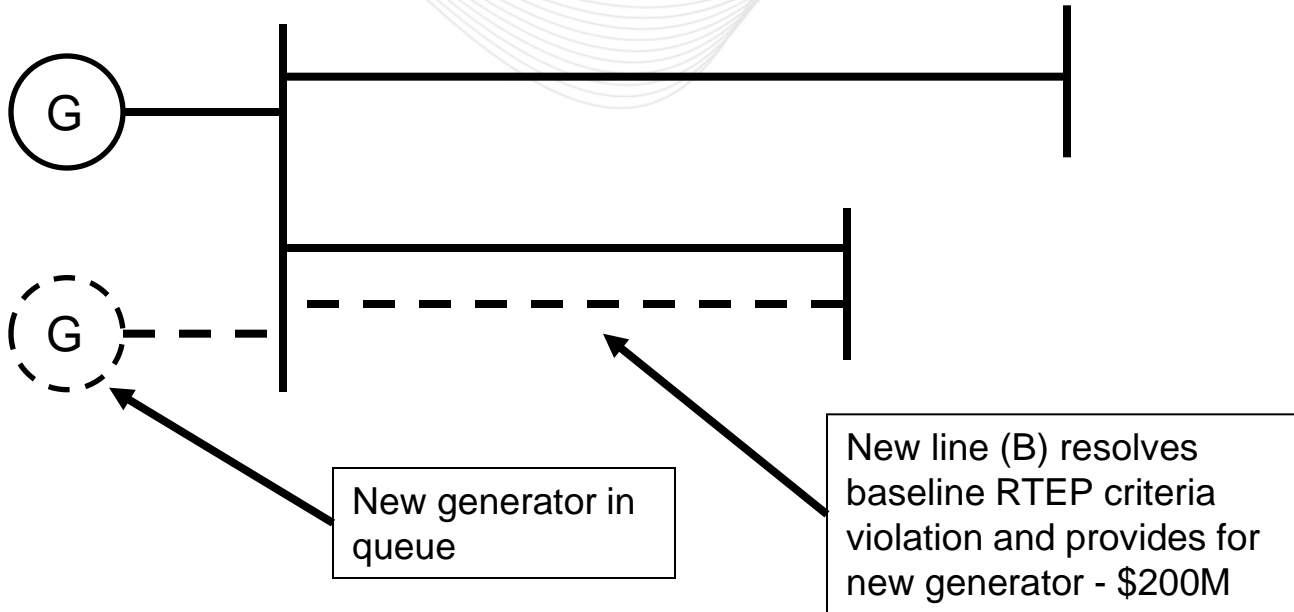 G
G
New generator in
queue
New line (B) resolves
baseline RTEP criteria
violation and provides for
new generator - $200M